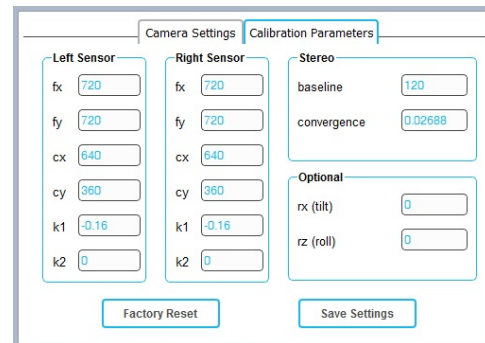 Camera Settings Calibration Parameters
Left Sensor Right Sensor Stereo
fx 720 fx 720 baseline 120
fy 720 fy 720 convergence 0.02688
cx 640 cx 640
cy 360 cy 360 Optional
k1 -0.16 k1 -0.16 rx (tilt) 0
k2 0 k2 0 rz (roll) 0
Factory Reset Save Settings